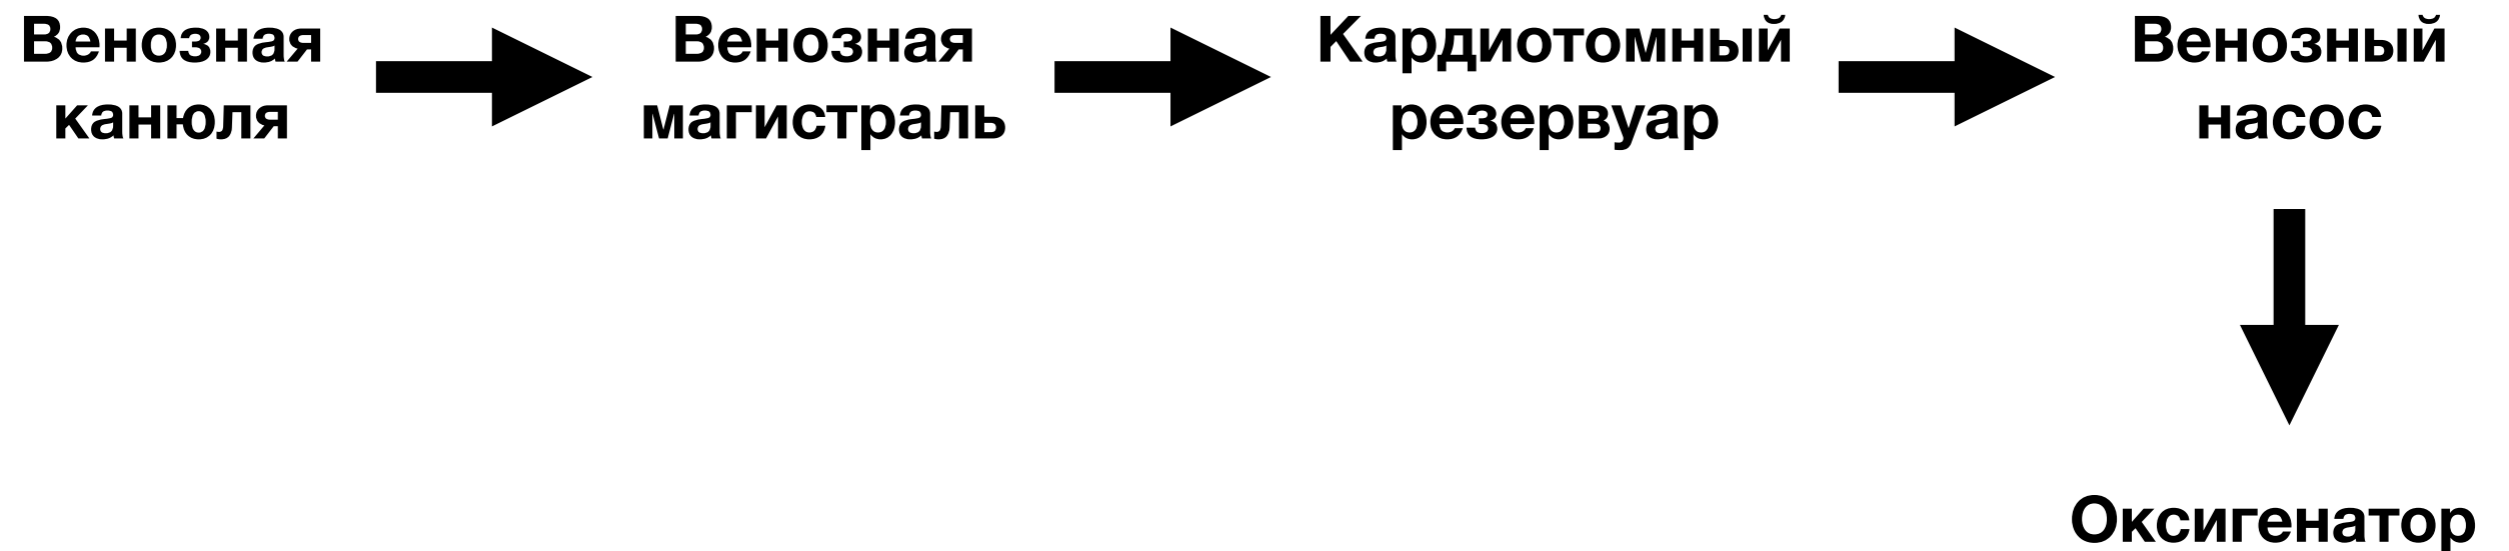 Венозная
канюля
Венозная
магистраль
Кардиотомный
резервуар
Венозный
насос
Оксигенатор